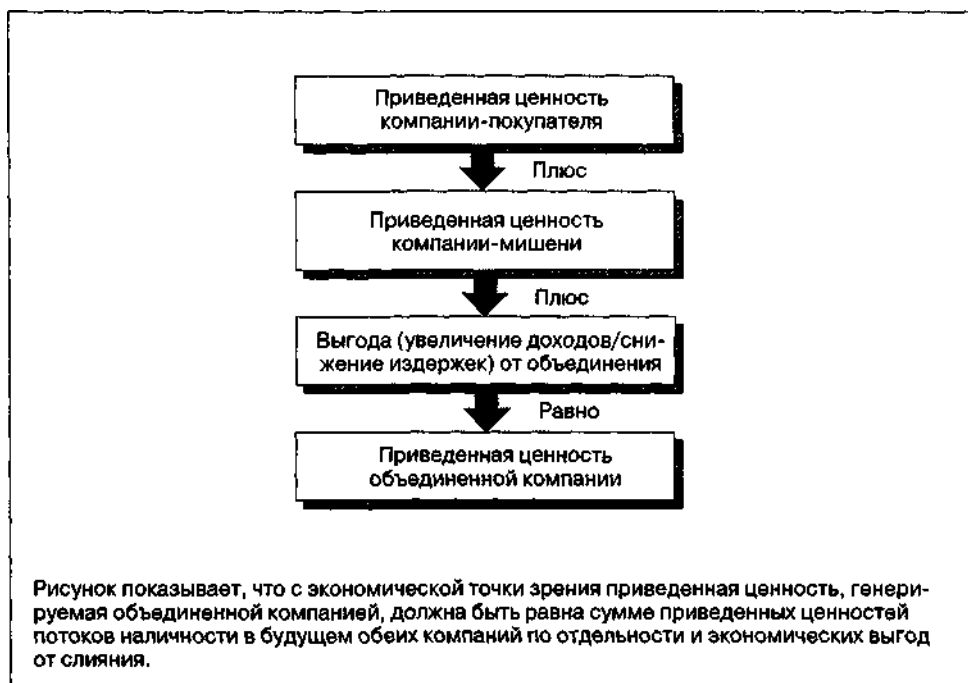 Приведенная ценность
компании-покупателя
Плюс
Приведенная ценность
компании-мишени
Плюс
Выгода (увеличение доходов/сни-
жение издержек) от объединения
Равно
Приведенная ценность
объединенной компании
Рисунок показывает, что с экономической точки зрения приведенная ценность, генери-
руемая объединенной компанией, должна быть равна сумме приведенных ценностей
потоков наличности в будущем обеих компаний по отдельности и экономических выгод
от слияния.